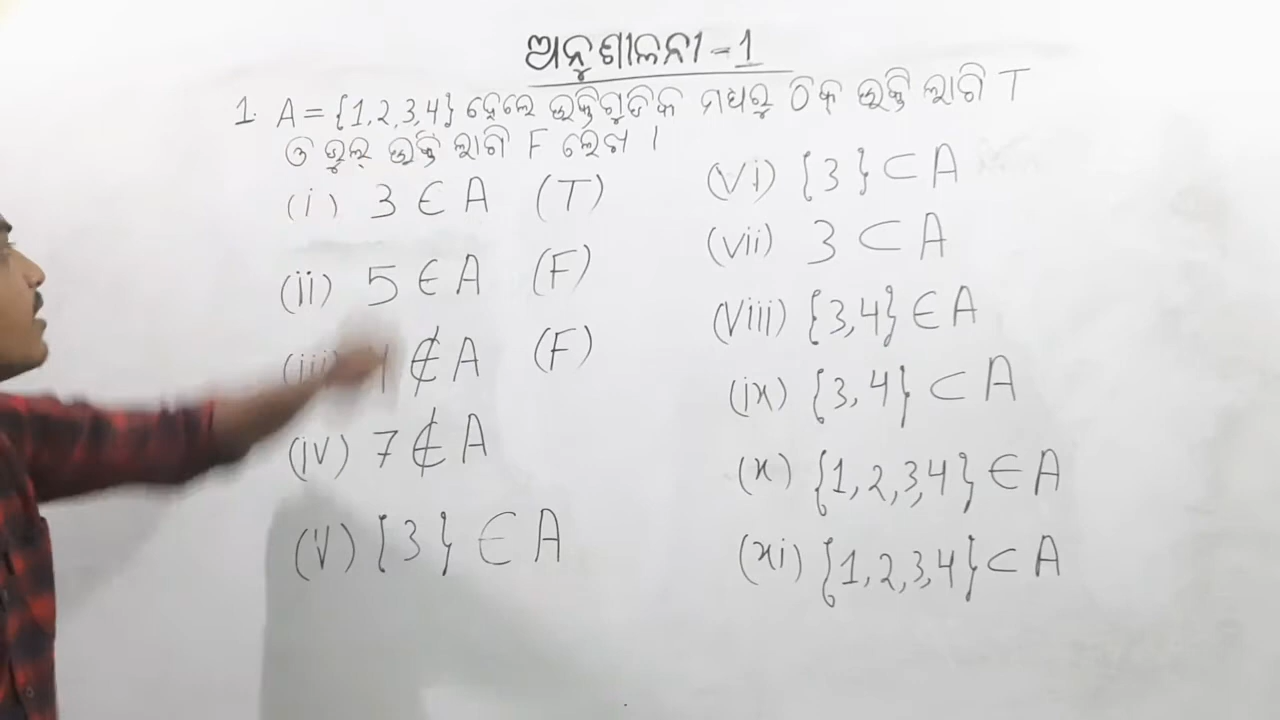 ଅନୁଶୀଳନୀ - 1
1. A = {1,2,3,4} ହେଲେ ଉକ୍ତିଗୁଡିକ ମଧ୍ୟରୁ ଠିକ୍ ଉକ୍ତି ଲାଗି T
ଓ ଭୁଲ୍ ଉକ୍ତି ଲାଗି F ଲେଖ ।
(i) 3 ∈ A (T)
(ii) 5 ∈ A (F)
(iii) 1 ∉ A (F)
(iv) 7 ∉ A
(v) {3} ∈ A
(vi) {3} ⊂ A
(vii) 3 ⊂ A
(viii) {3,4} ∈ A
(ix) {3,4} ⊂ A
(x) {1,2,3,4} ∈ A
(xi) {1,2,3,4} ⊂ A